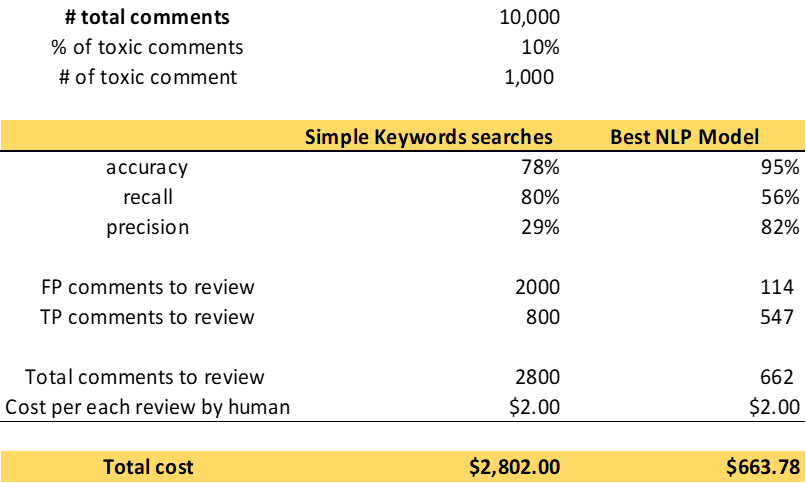 # total comments 10,000
% of toxic comments 10%
# of toxic comment 1,000
Simple Keywords searches Best NLP Model
accuracy 78% 95%
recall 80% 56%
precision 29% 82%
FP comments to review 2000 114
TP comments to review 800 547
Total comments to review 2800 662
Cost per each review by human $2.00 $2.00
Total cost $2,802.00 $663.78